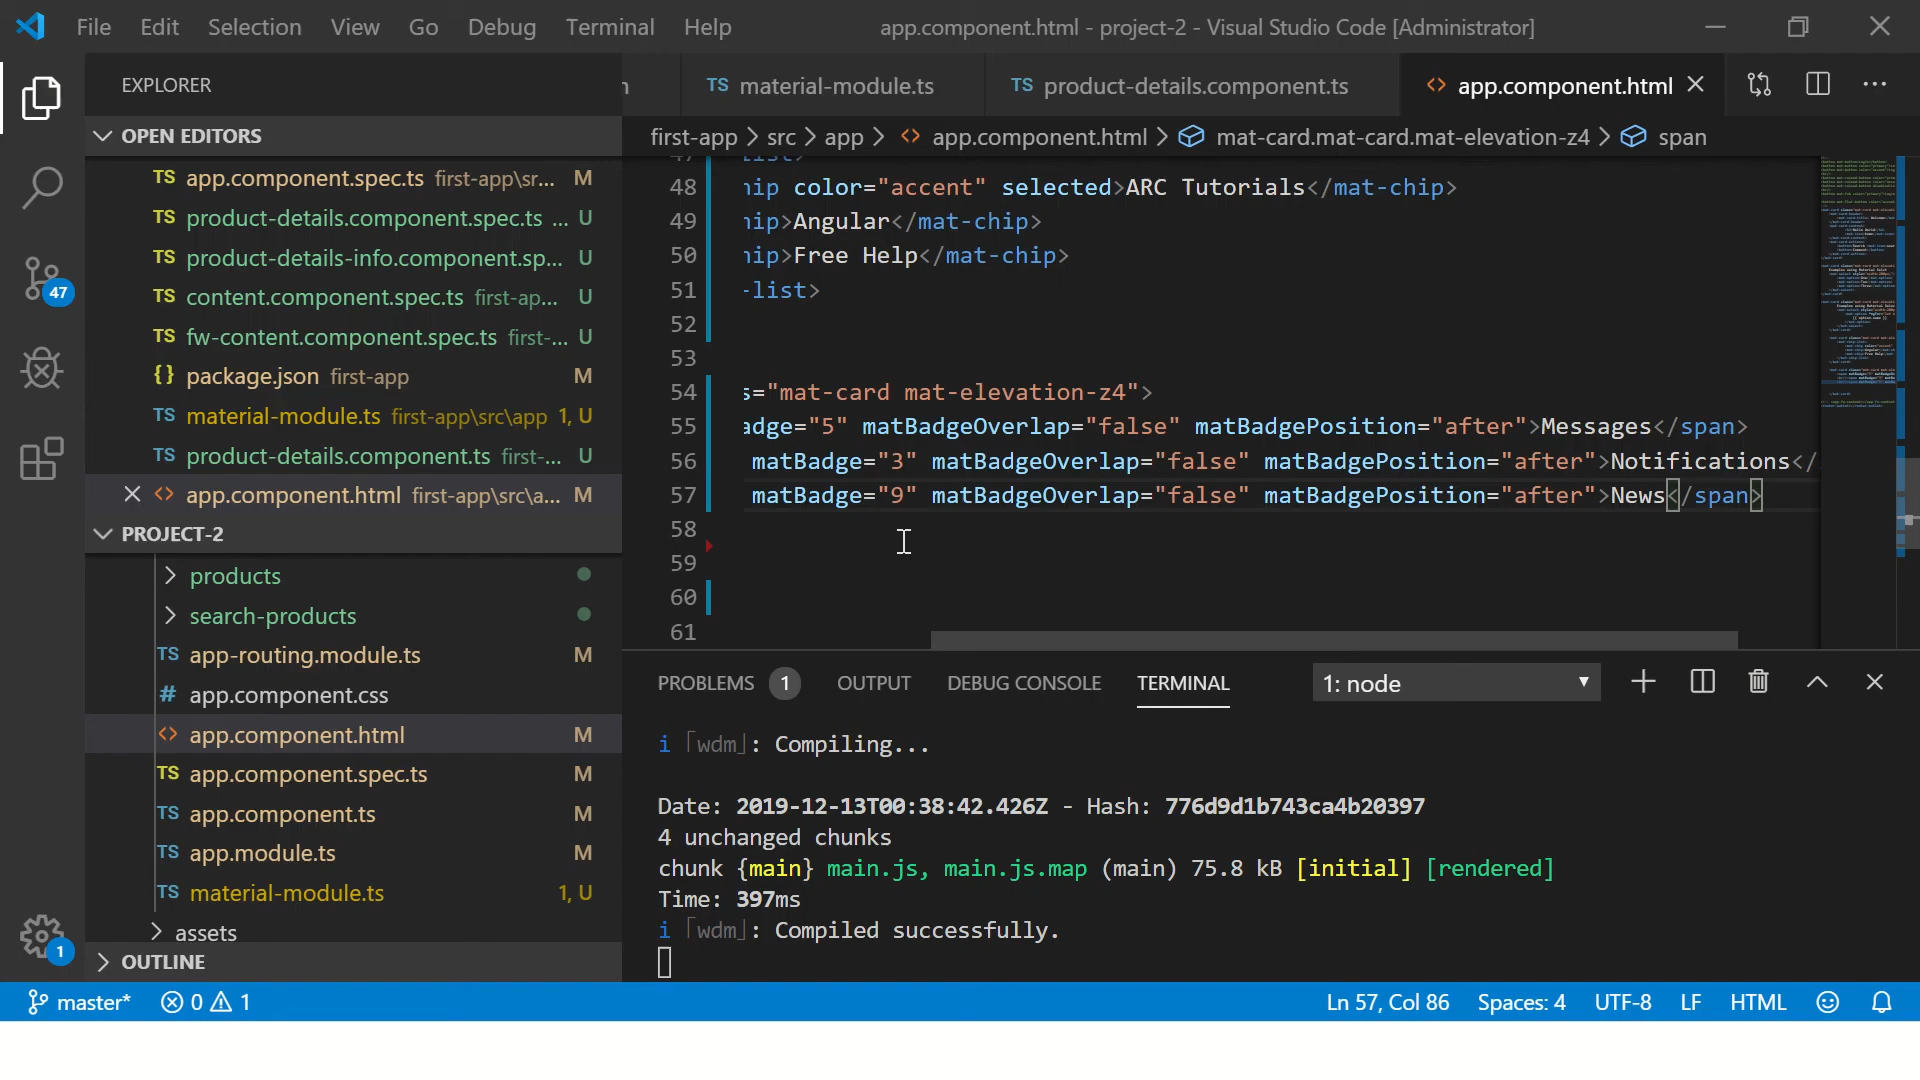 File Edit Selection View Go Debug Terminal Help app.component.html - project-2 - Visual Studio Code [Administrator]
EXPLORER
TS material-module.ts TS product-details.component.ts <> app.component.html
OPEN EDITORS
first-app > src > app > <> app.component.html > mat-card.mat-card.mat-elevation-z4 > span
TS app.component.spec.ts first-app\sr... M
TS product-details.component.spec.ts ... U
TS product-details-info.component.sp... U
TS content.component.spec.ts first-ap... U
TS fw-content.component.spec.ts first-... U
{} package.json first-app M
TS material-module.ts first-app\src\app 1, U
TS product-details.component.ts first-... U
<> app.component.html first-app\src\a... M
PROJECT-2
> products
> search-products
TS app-routing.module.ts M
# app.component.css
<> app.component.html M
TS app.component.spec.ts M
TS app.component.ts M
TS app.module.ts M
TS material-module.ts 1, U
> assets
OUTLINE
47
1
47 list>
48 hip color="accent" selected>ARC Tutorials</mat-chip>
49 hip>Angular</mat-chip>
50 hip>Free Help</mat-chip>
51 -list>
52
53
54 s="mat-card mat-elevation-z4">
55 adge="5" matBadgeOverlap="false" matBadgePosition="after">Messages</span>
56 matBadge="3" matBadgeOverlap="false" matBadgePosition="after">Notifications</
57 matBadge="9" matBadgeOverlap="false" matBadgePosition="after">News</span>
58
59
60
61
PROBLEMS 1 OUTPUT DEBUG CONSOLE TERMINAL 1: node
i ｢wdm｣: Compiling...
Date: 2019-12-13T00:38:42.426Z - Hash: 776d9d1b743ca4b20397
4 unchanged chunks
chunk {main} main.js, main.js.map (main) 75.8 kB [initial] [rendered]
Time: 397ms
i ｢wdm｣: Compiled successfully.
master* 0 1 Ln 57, Col 86 Spaces: 4 UTF-8 LF HTML